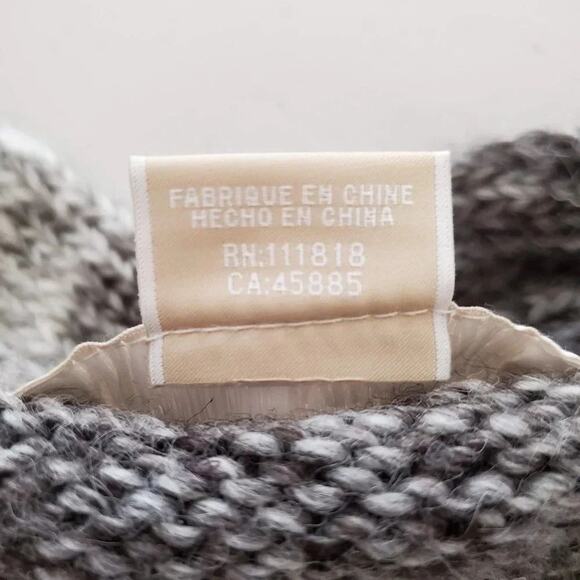 FABRIQUE EN CHINE
HECHO EN CHINA
RN:111818
CA:45885